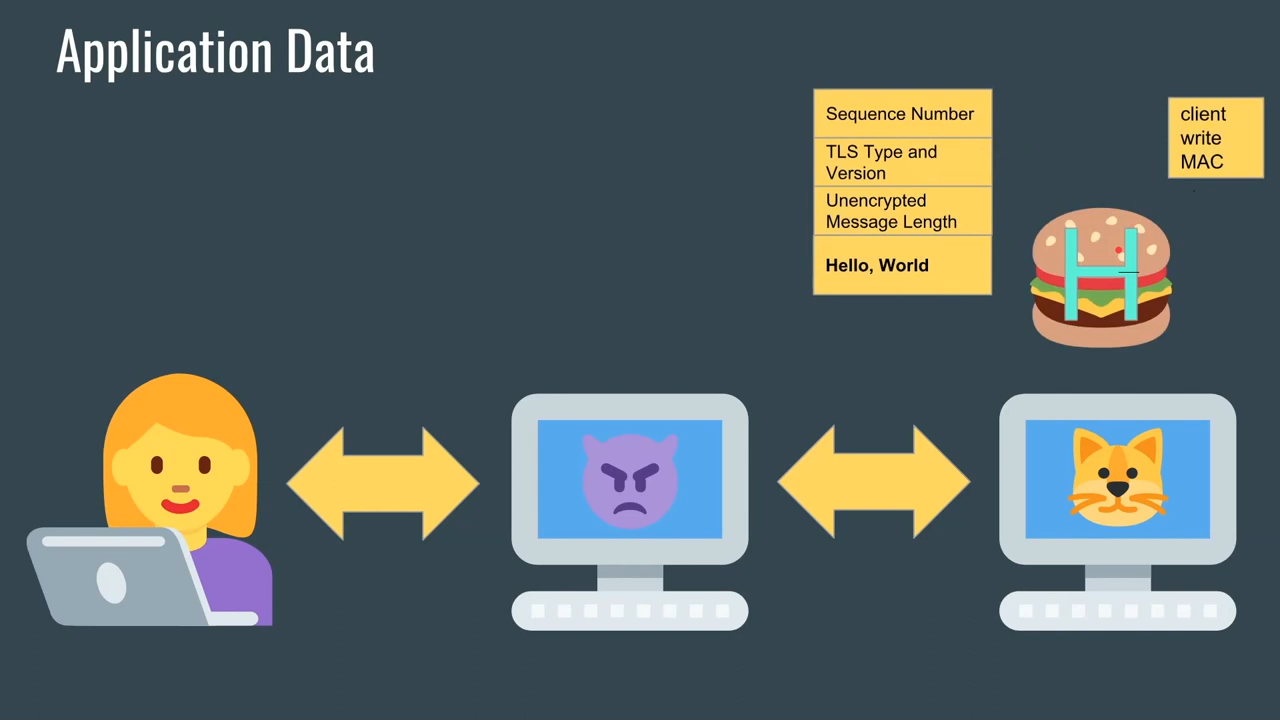 Application Data
Sequence Number
TLS Type and
Version
Unencrypted
Message Length
Hello, World
client
write
MAC
H